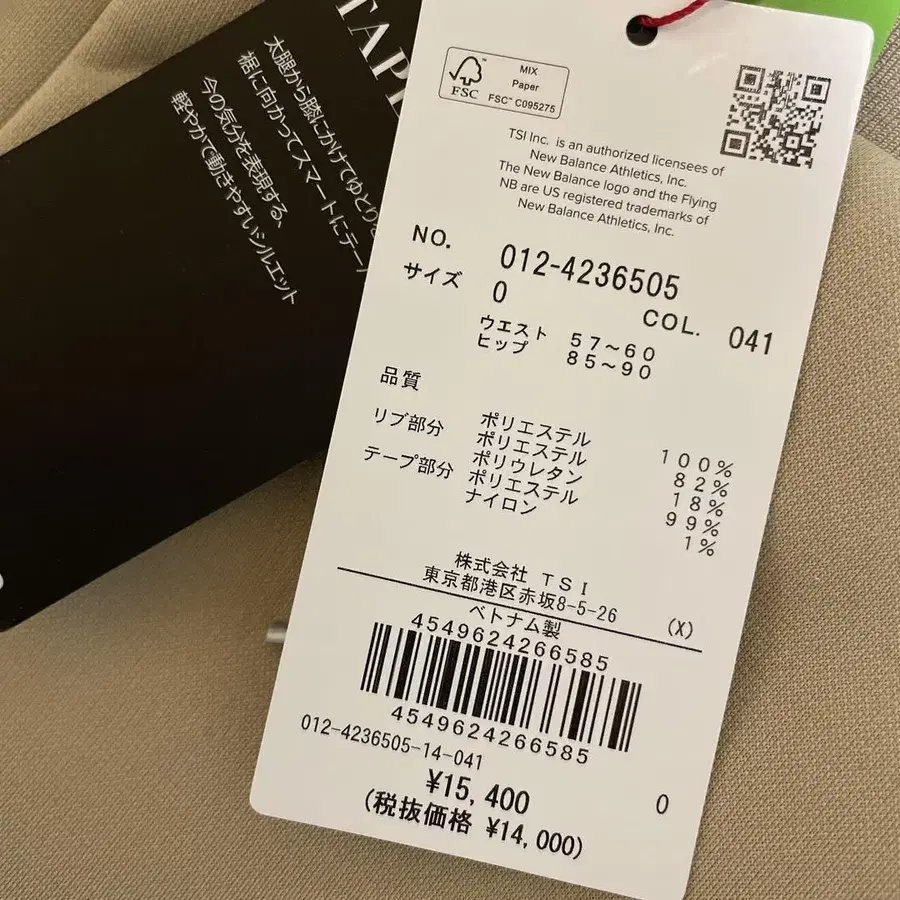 TAPE
太腿から膝にかけてゆとり
裾に向かってスマートにテー
今の気分を表現する、
軽やかで動きやすいシルエット
FSC
MIX
Paper
FSC™ C095275
TSI Inc. is an authorized licensees of
New Balance Athletics, Inc.
The New Balance logo and the Flying
NB are US registered trademarks of
New Balance Athletics, Inc.
NO. 012-4236505
サイズ 0 COL. 041
ウエスト 57~60
ヒップ 85~90
品質
ポリエステル 100%
リブ部分 ポリエステル 82%
ポリウレタン 18%
テープ部分 ポリエステル 99%
ナイロン 1%
株式会社 TSI
東京都港区赤坂8-5-26 (X)
ベトナム製
4549624266585
4549624266585
012-4236505-14-041
¥15,400 0
(税抜価格 ¥14,000)